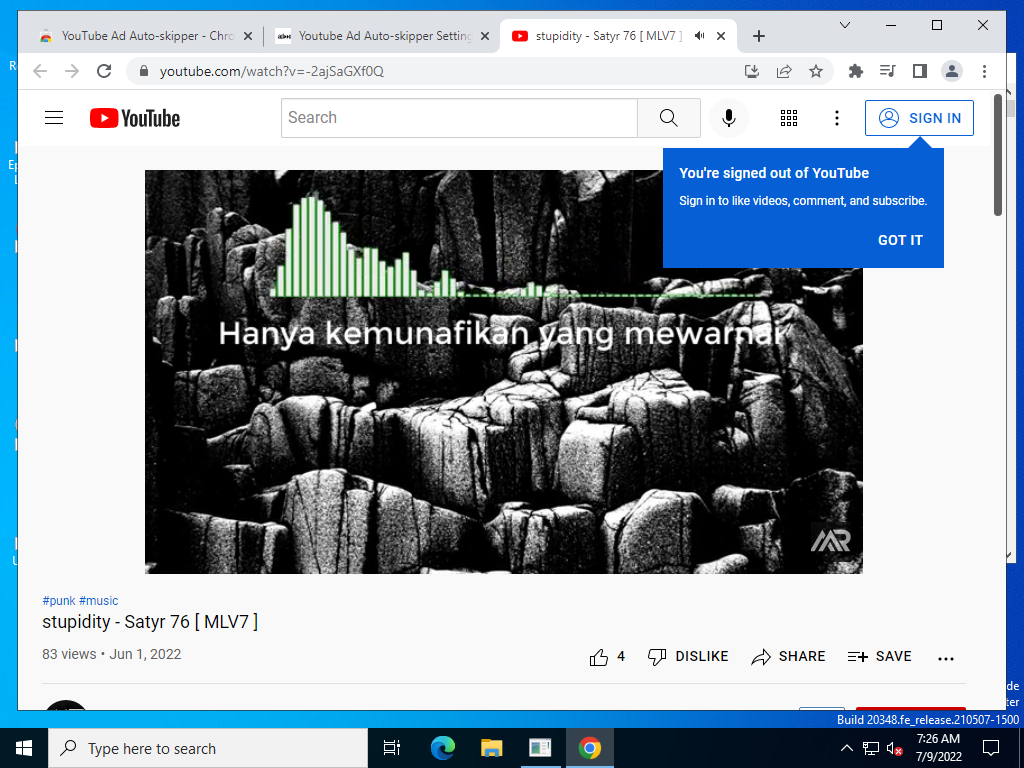 YouTube Ad Auto-skipper - Chro
Youtube Ad Auto-skipper Setting
stupidity - Satyr 76 [ MLV7 ]
youtube.com/watch?v=-2ajSaGXf0Q
YouTube
Search
SIGN IN
You're signed out of YouTube
Sign in to like videos, comment, and subscribe.
GOT IT
Hanya kemunafikan yang mewarnai
#punk #music
stupidity - Satyr 76 [ MLV7 ]
83 views • Jun 1, 2022
4
DISLIKE
SHARE
SAVE
Build 20348.fe_release.210507-1500
Type here to search
7:26 AM
7/9/2022